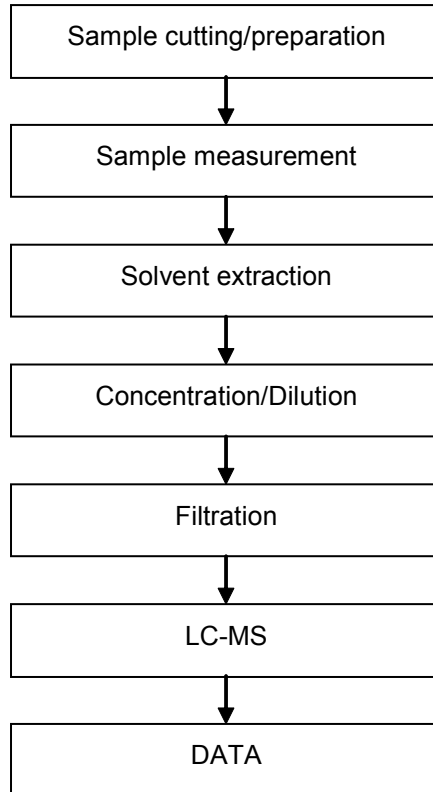 Sample cutting/preparation
Sample measurement
Solvent extraction
Concentration/Dilution
Filtration
LC-MS
DATA